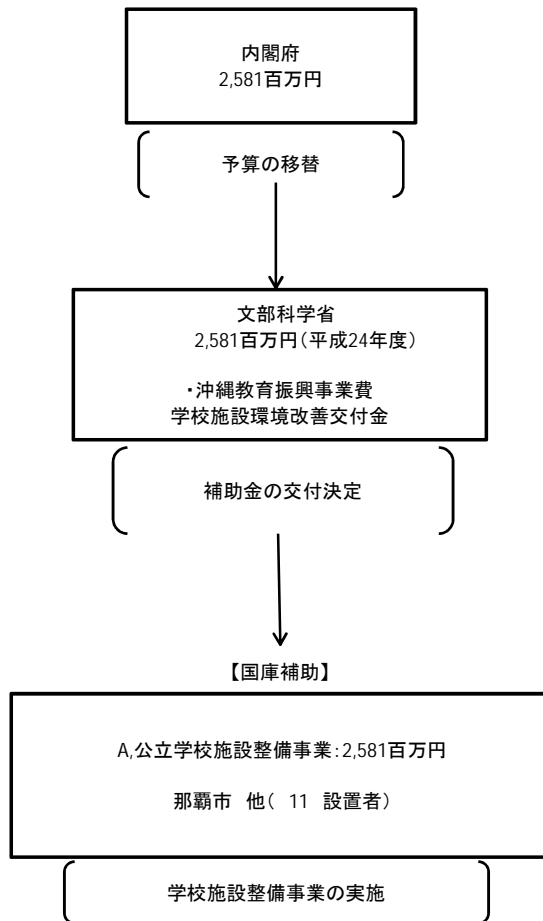 内閣府
2,581百万円
予算の移替
文部科学省
2,581百万円(平成24年度)
・沖縄教育振興事業費
学校施設環境改善交付金
補助金の交付決定
【国庫補助】
A,公立学校施設整備事業:2,581百万円
那覇市 他( 11 設置者)
学校施設整備事業の実施